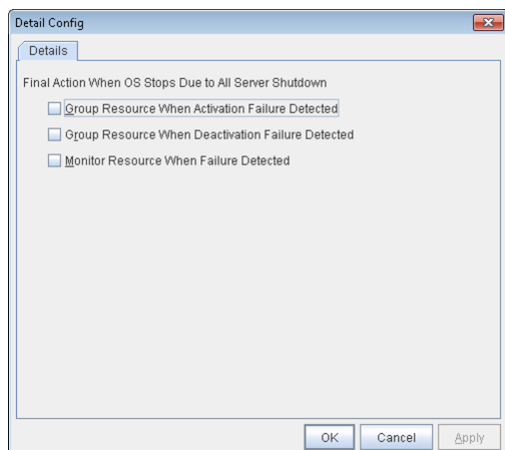 Detail Config
Details
Final Action When OS Stops Due to All Server Shutdown
Group Resource When Activation Failure Detected
Group Resource When Deactivation Failure Detected
Monitor Resource When Failure Detected
OK Cancel Apply